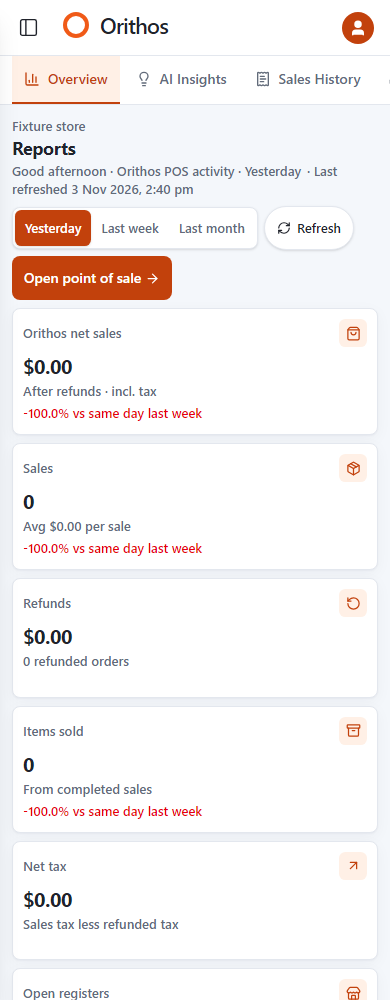 Orithos
Overview
AI Insights
Sales History
Fixture store
Reports
Good afternoon · Orithos POS activity · Yesterday · Last
refreshed 3 Nov 2026, 2:40 pm
Yesterday
Last week
Last month
Refresh
Open point of sale →
Orithos net sales
$0.00
After refunds · incl. tax
-100.0% vs same day last week
Sales
0
Avg $0.00 per sale
-100.0% vs same day last week
Refunds
$0.00
0 refunded orders
Items sold
0
From completed sales
-100.0% vs same day last week
Net tax
$0.00
Sales tax less refunded tax
Open registers